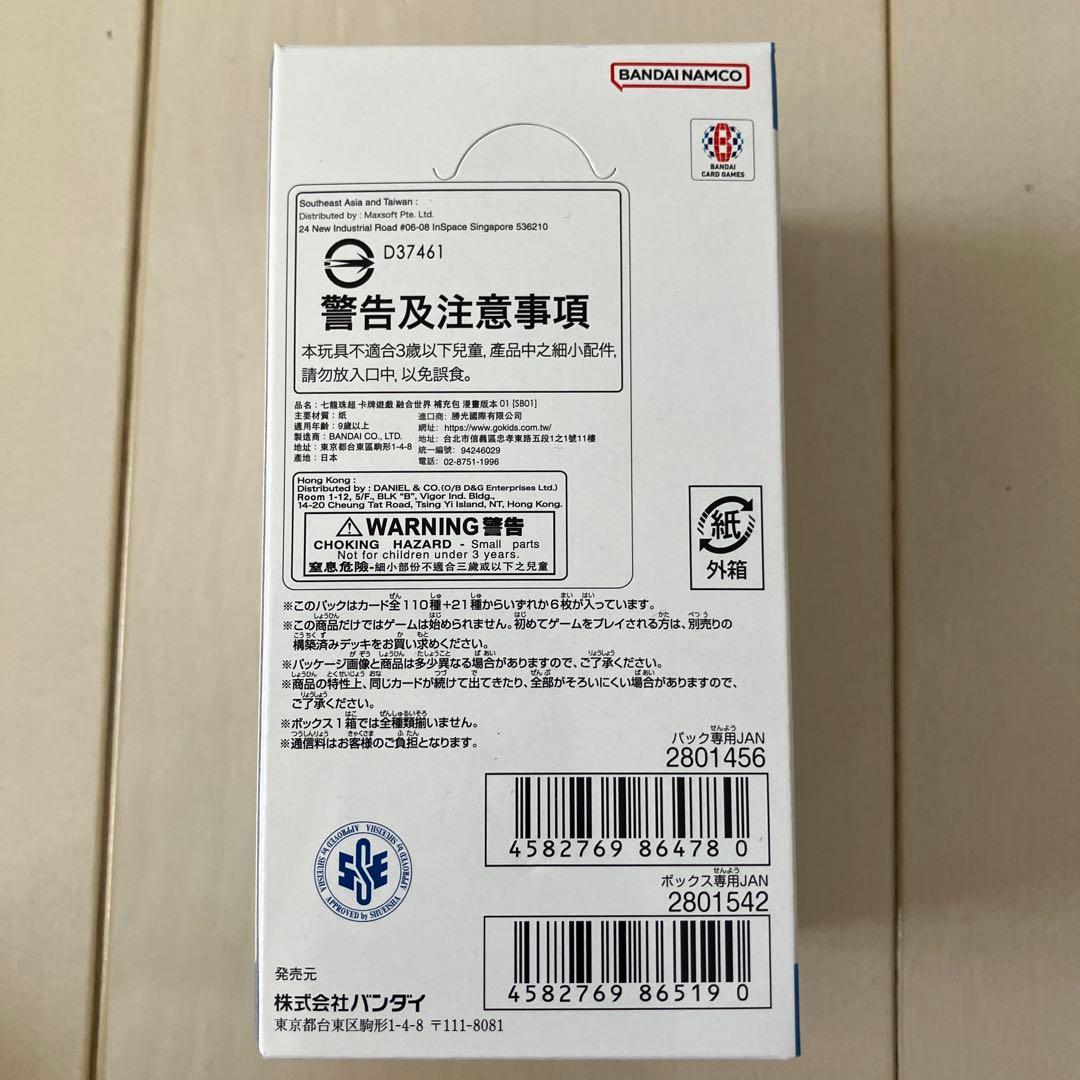 BANDAI NAMCO
B
BANDAI
CARD GAMES
Southeast Asia and Taiwan :
Distributed by : Maxsoft Pte. Ltd.
24 New Industrial Road #06-08 InSpace Singapore 536210
D37461
警告及注意事項
本玩具不適合3歲以下兒童, 產品中之細小配件,
請勿放入口中, 以免誤食。
品名：七龍珠超 卡牌遊戲 融合世界 補充包 漫畫版本 01 [SB01]
主要材質：紙
適用年齡：9歲以上
製造商：BANDAI CO., LTD.
地址：東京都台東區駒形1-4-8
產地：日本
進口商：勝光國際有限公司
網址：https://www.gokids.com.tw/
地址：台北市信義區忠孝東路五段1之1號11樓
統一編號：94246029
電話：02-8751-1996
Hong Kong :
Distributed by : DANIEL & CO.(O/B D&G Enterprises Ltd.)
Room 1-12, 5/F., BLK "B", Vigor Ind. Bldg.,
14-20 Cheung Tat Road, Tsing Yi Island, NT, Hong Kong.
WARNING 警告
CHOKING HAZARD - Small parts
Not for children under 3 years.
窒息危險-細小部份不適合三歲或以下之兒童
紙
外箱
※このパックはカード全110種+21種からいずれか6枚が入っています。
※この商品だけではゲームは始められません。初めてゲームをプレイされる方は、別売りの
構築済みデッキをお買い求めください。
※パッケージ画像と商品は多少異なる場合がありますので、ご了承ください。
※商品の特性上、同じカードが続けて出てきたり、全部がそろいにくい場合がありますので、
ご了承ください。
※ボックス1箱では全種類揃いません。
※通信料はお客様のご負担となります。
パック専用JAN
2801456
4582769 864780
ボックス専用JAN
2801542
4582769 865190
APPROVED by SHUEISHA APPROVED by SHUEISHA
SSE
発売元
株式会社バンダイ
東京都台東区駒形1-4-8 〒111-8081